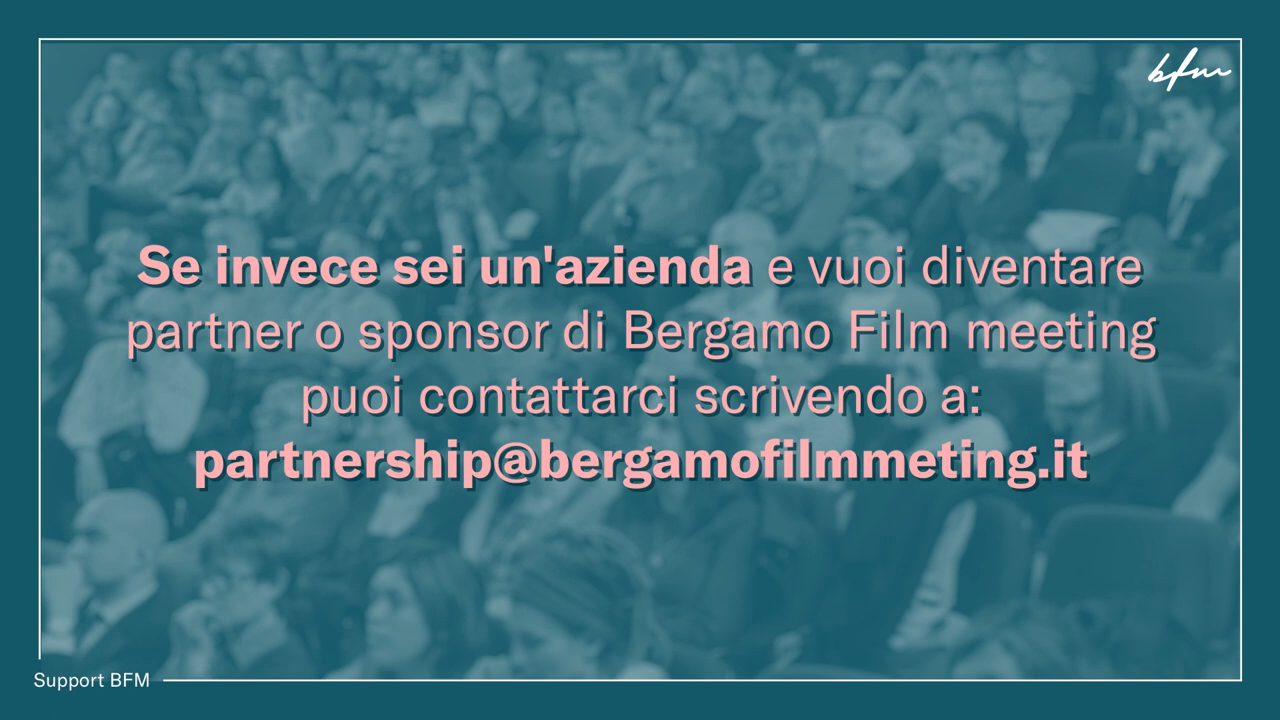 bfm
Se invece sei un'azienda e vuoi diventare
partner o sponsor di Bergamo Film meeting
puoi contattarci scrivendo a:
partnership@bergamofilmmeting.it
Support BFM